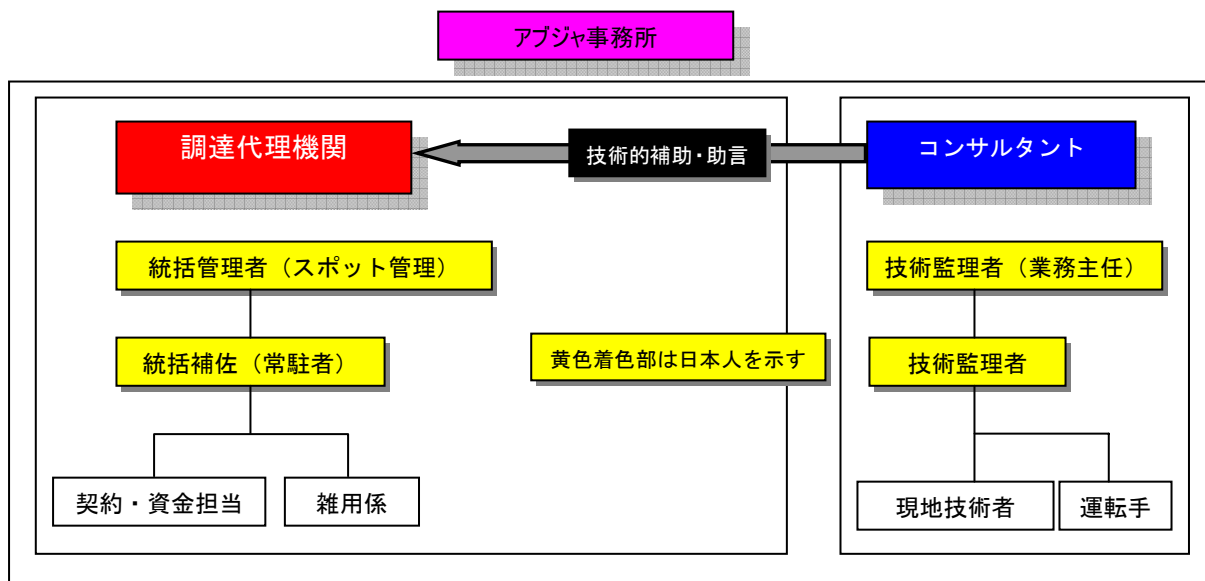 アブジャ事務所
調達代理機関
技術的補助・助言
コンサルタント
統括管理者（スポット管理）
技術監理者（業務主任）
統括補佐（常駐者）
黄色着色部は日本人を示す
技術監理者
契約・資金担当
雑用係
現地技術者
運転手